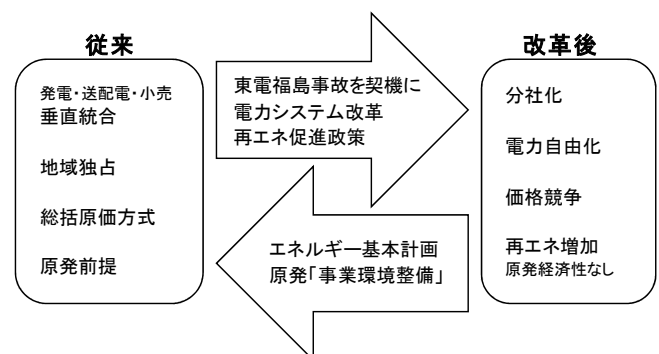 従来
発電・送配電・小売
垂直統合
地域独占
総括原価方式
原発前提
東電福島事故を契機に
電力システム改革
再エネ促進政策
エネルギー基本計画
原発「事業環境整備」
改革後
分社化
電力自由化
価格競争
再エネ増加
原発経済性なし